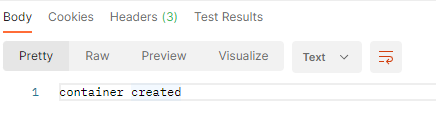 Body Cookies Headers (3) Test Results
Pretty Raw Preview Visualize Text
1 container created